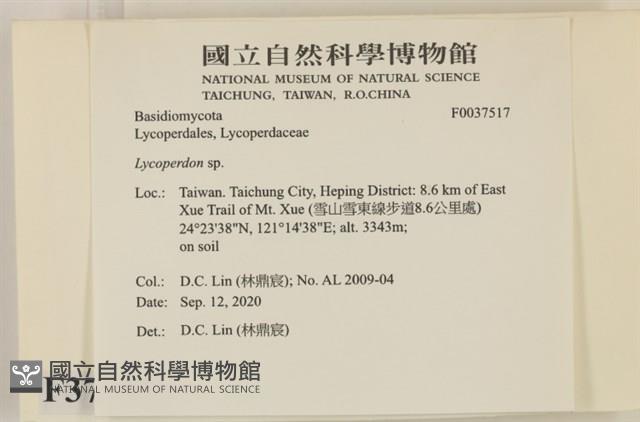 國立自然科學博物館
NATIONAL MUSEUM OF NATURAL SCIENCE
TAICHUNG, TAIWAN, R.O.CHINA
Basidiomycota F0037517
Lycoperdales, Lycoperdaceae
Lycoperdon sp.
Loc.: Taiwan. Taichung City, Heping District: 8.6 km of East
Xue Trail of Mt. Xue (雪山雪東線步道8.6公里處)
24°23'38"N, 121°14'38"E; alt. 3343m;
on soil
Col.: D.C. Lin (林鼎宸); No. AL 2009-04
Date: Sep. 12, 2020
Det.: D.C. Lin (林鼎宸)
國立自然科學博物館
NATIONAL MUSEUM OF NATURAL SCIENCE
F37